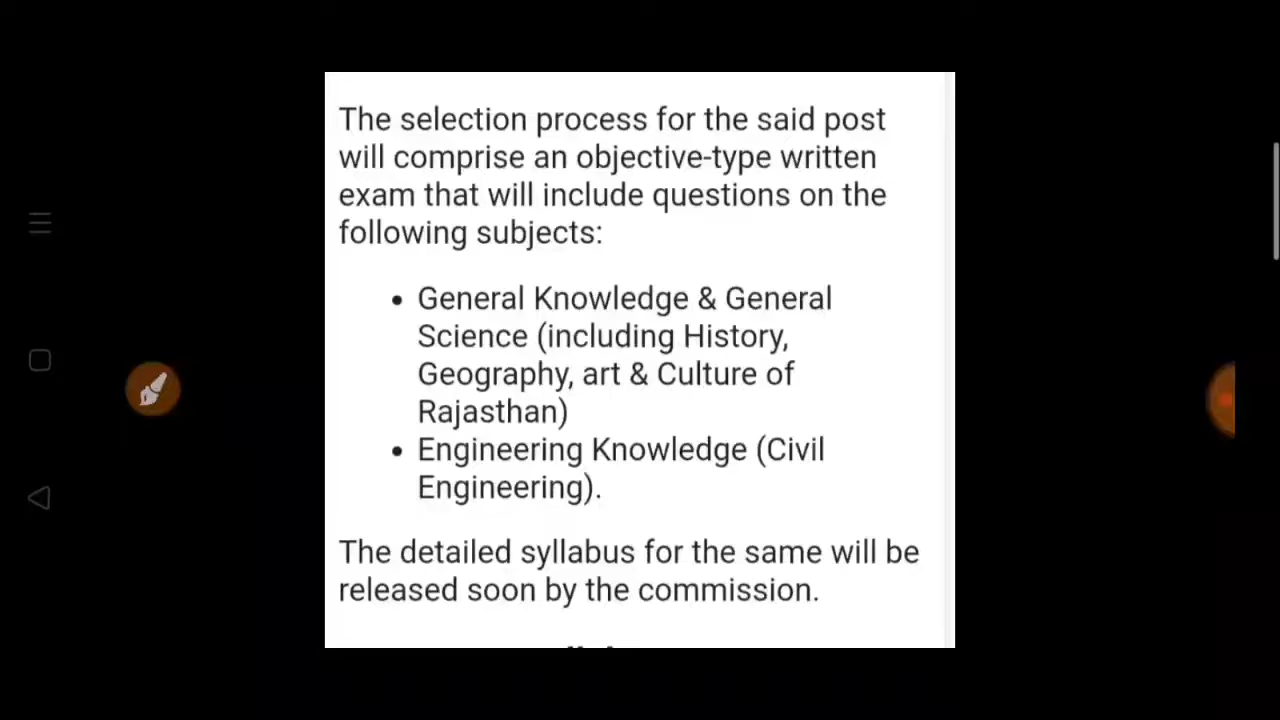 The selection process for the said post
will comprise an objective-type written
exam that will include questions on the
following subjects:
• General Knowledge & General
Science (including History,
Geography, art & Culture of
Rajasthan)
• Engineering Knowledge (Civil
Engineering).
The detailed syllabus for the same will be
released soon by the commission.